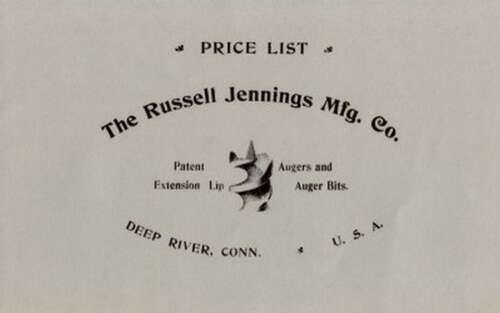 PRICE LIST
The Russell Jennings Mfg. Co.
Patent Augers and
Extension Lip Auger Bits.
DEEP RIVER, CONN. U. S. A.